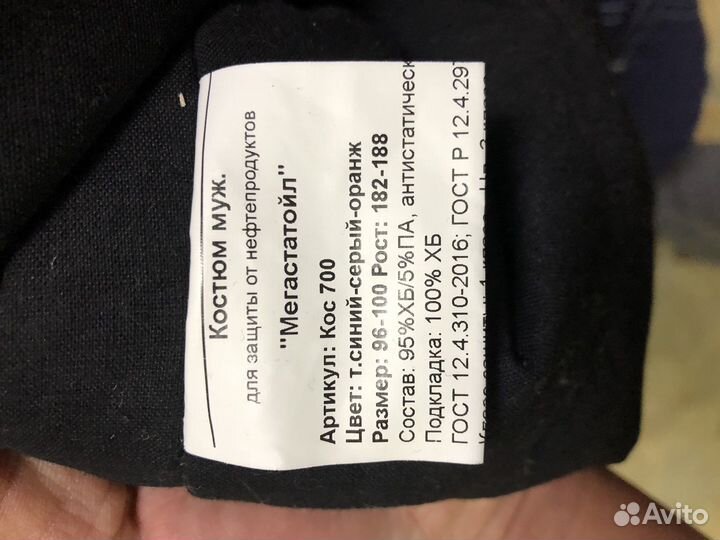 Костюм муж.
для защиты от нефтепродуктов
"Мегастатойл"
Артикул: Кос 700
Цвет: т.синий-серый-оранж
Размер: 96-100 Рост: 182-188
Состав: 95%ХБ/5%ПА, антистатическ
Подкладка: 100% ХБ
ГОСТ 12.4.310-2016; ГОСТ Р 12.4.297
Avito